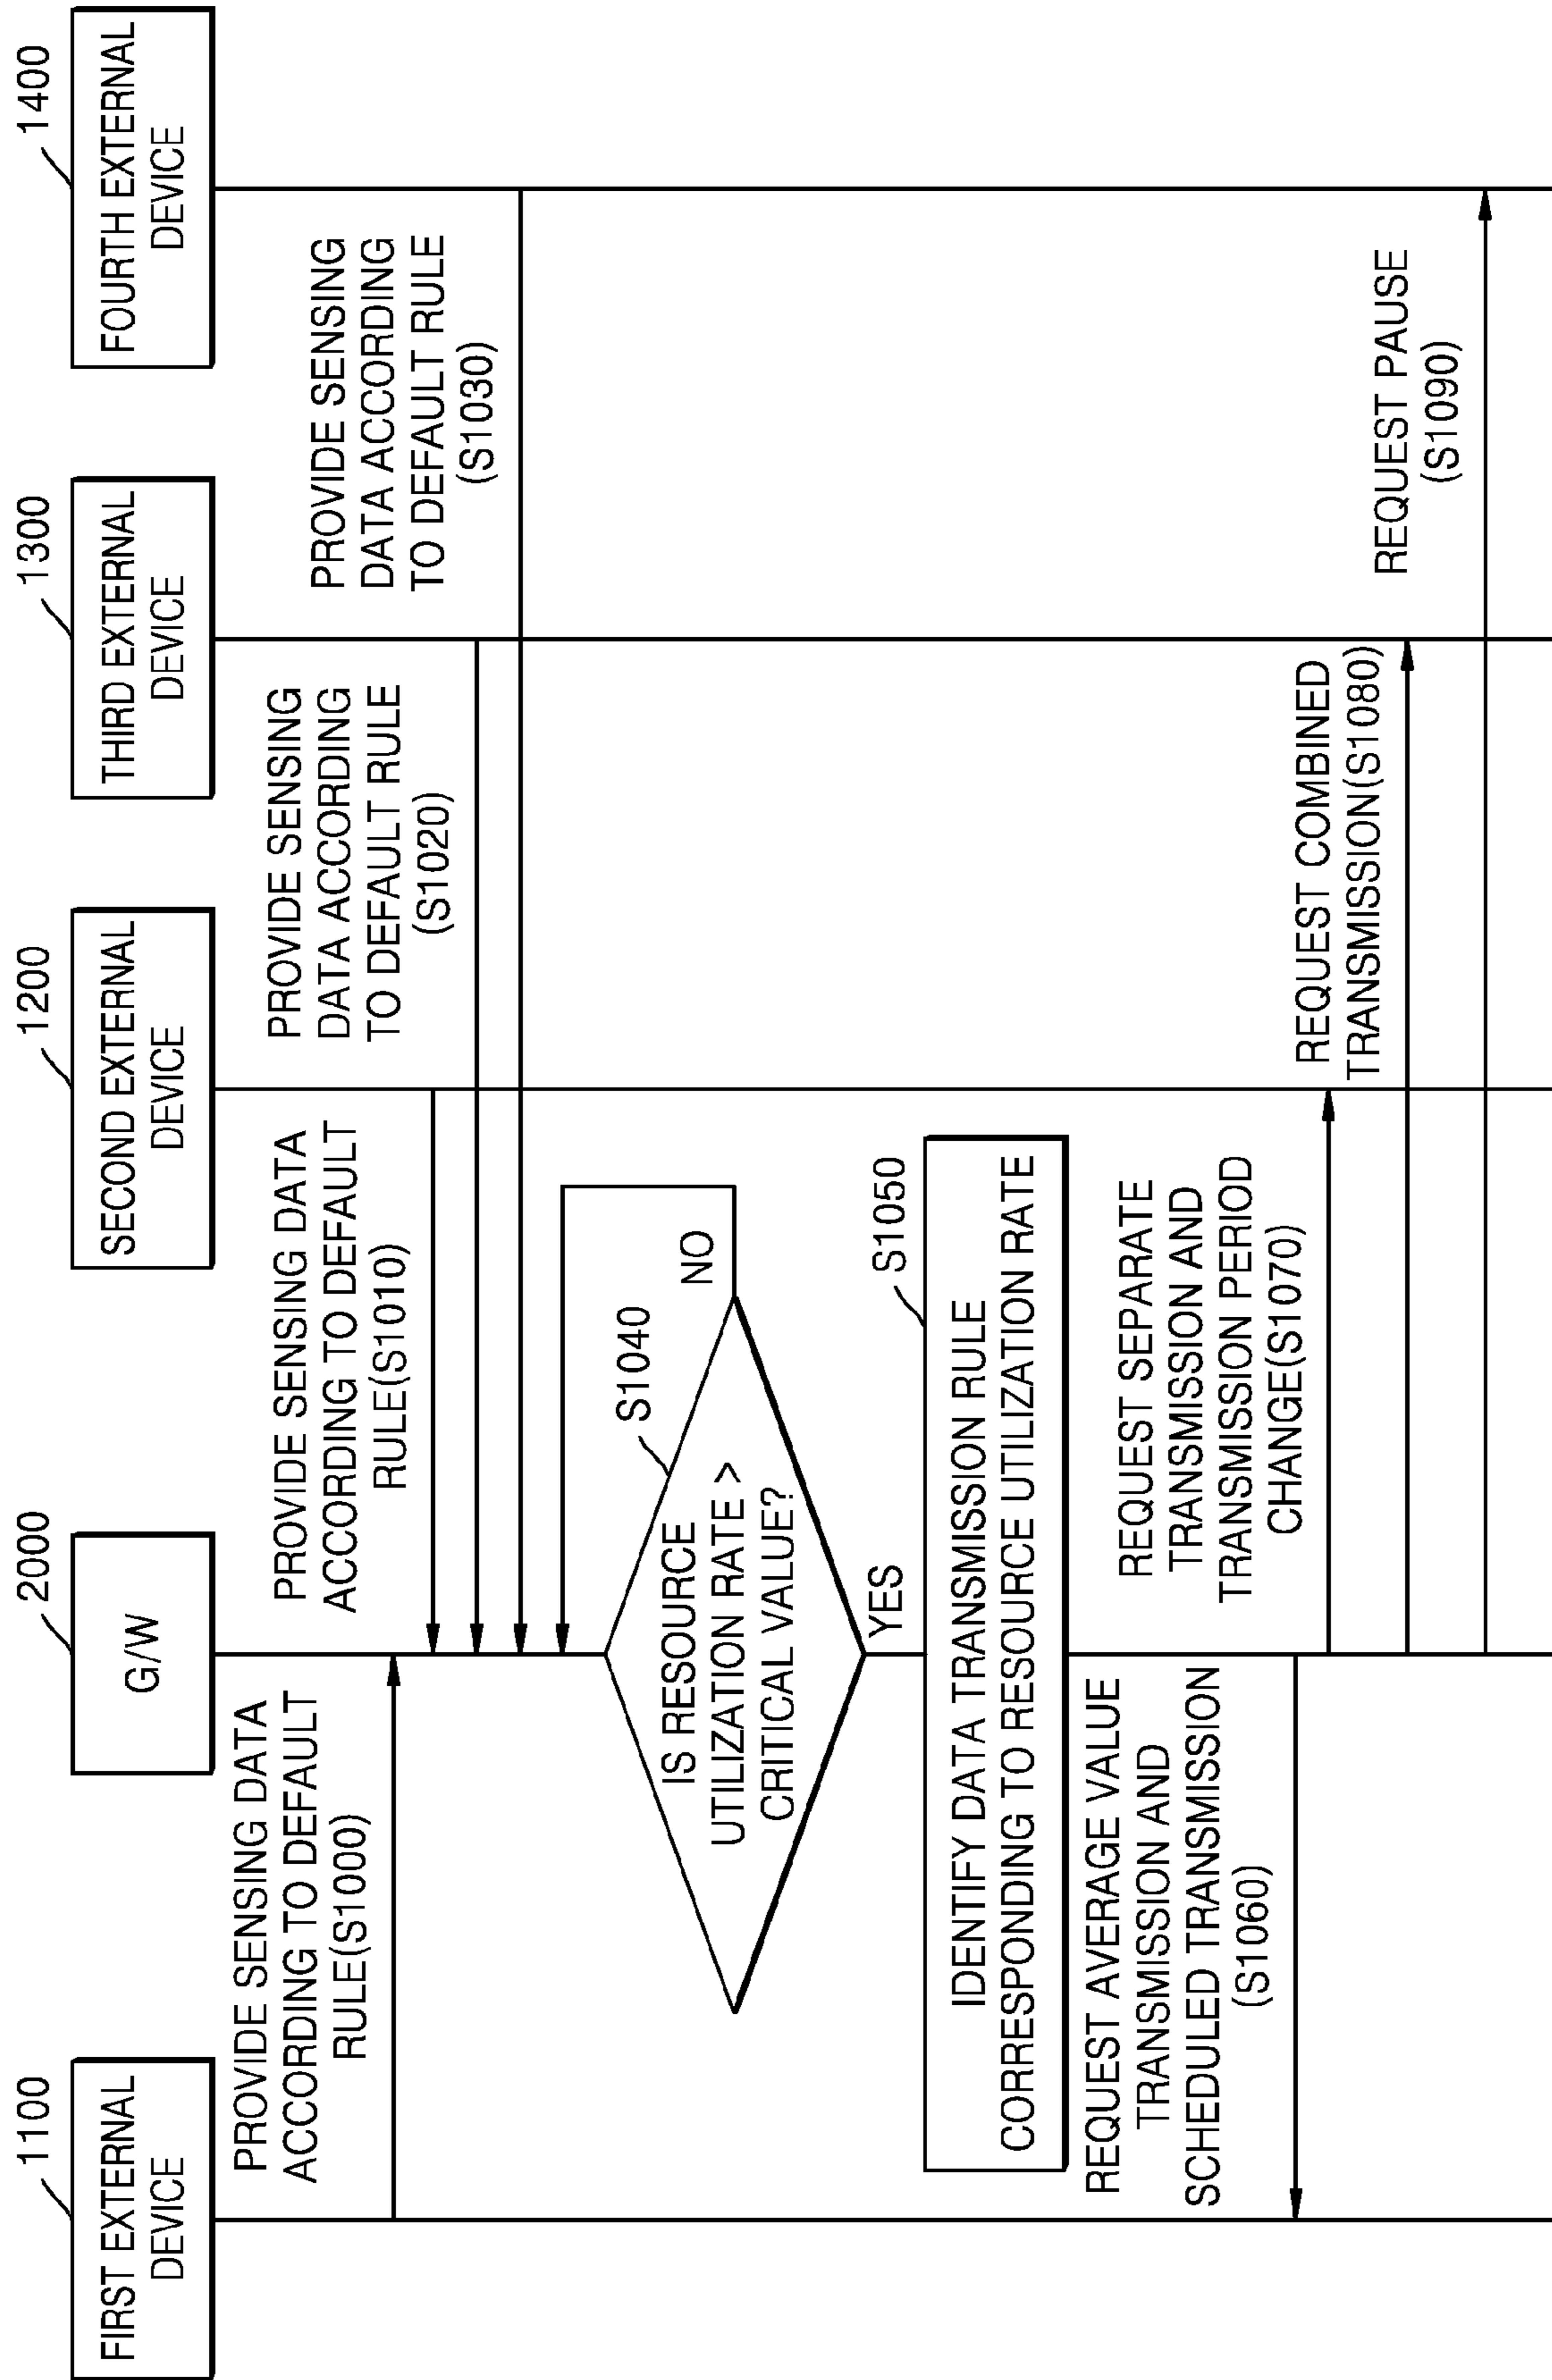 1100
FIRST EXTERNAL
DEVICE
2000
G/W
1200
SECOND EXTERNAL
DEVICE
1300
THIRD EXTERNAL
DEVICE
1400
FOURTH EXTERNAL
DEVICE
PROVIDE SENSING DATA
ACCORDING TO DEFAULT
RULE(S1000)
PROVIDE SENSING DATA
ACCORDING TO DEFAULT
RULE(S1010)
PROVIDE SENSING
DATA ACCORDING
TO DEFAULT RULE
(S1020)
PROVIDE SENSING
DATA ACCORDING
TO DEFAULT RULE
(S1030)
S1040
IS RESOURCE
UTILIZATION RATE >
CRITICAL VALUE?
NO
YES
S1050
IDENTIFY DATA TRANSMISSION RULE
CORRESPONDING TO RESOURCE UTILIZATION RATE
REQUEST AVERAGE VALUE
TRANSMISSION AND
SCHEDULED TRANSMISSION
(S1060)
REQUEST SEPARATE
TRANSMISSION AND
TRANSMISSION PERIOD
CHANGE(S1070)
REQUEST COMBINED
TRANSMISSION(S1080)
REQUEST PAUSE
(S1090)